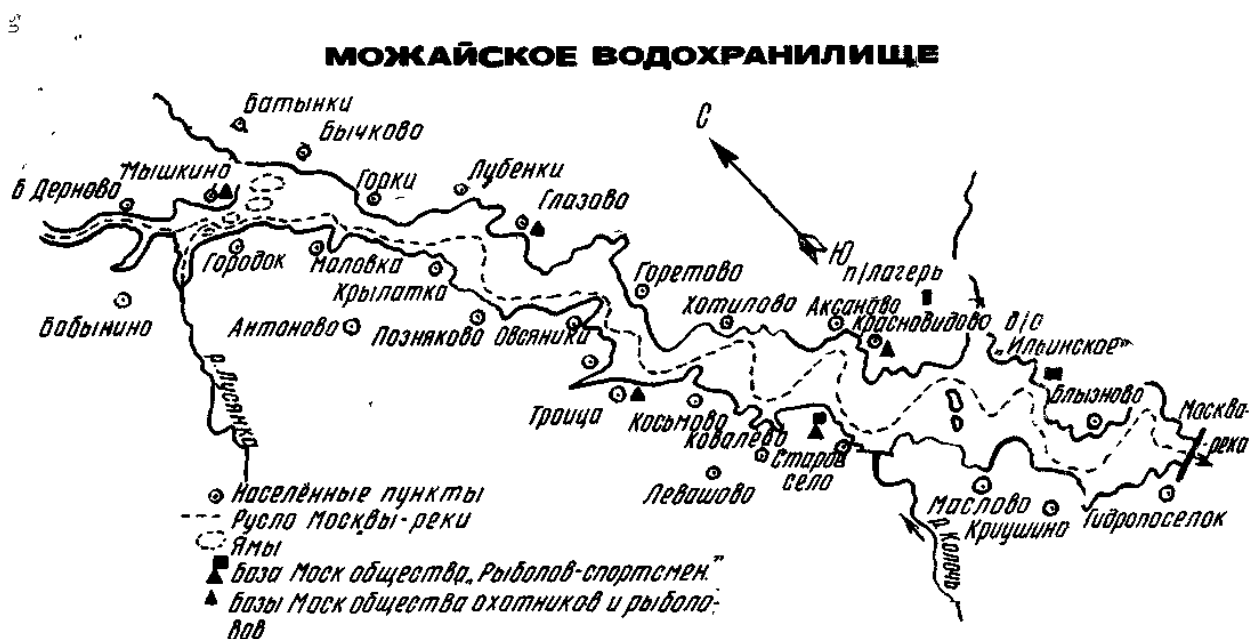 МОЖАЙСКОЕ ВОДОХРАНИЛИЩЕ
Батынки
Бычково
С
Мышкино
Б Дерново
Горки
Лубенки
Глазово
Ю
п/лагерь
Городок
Маловка
Крылатка
Горетово
Хотилово
Аксаново
Красновидово
д/о
„Ильинское"
Бабынино
Антоново
Позняково
Овсяники
Блызново
Москва-
река
р. Лусянка
Троица
Косьмово
Ковалево
Старое
село
Левашово
Маслово
Криушино
Гидропоселок
р. Колочь
Населённые пункты
Русло Москвы-реки
Ямы
База Моск общества „Рыболов-спортсмен."
Базы Моск общества охотников и рыболо-
вов